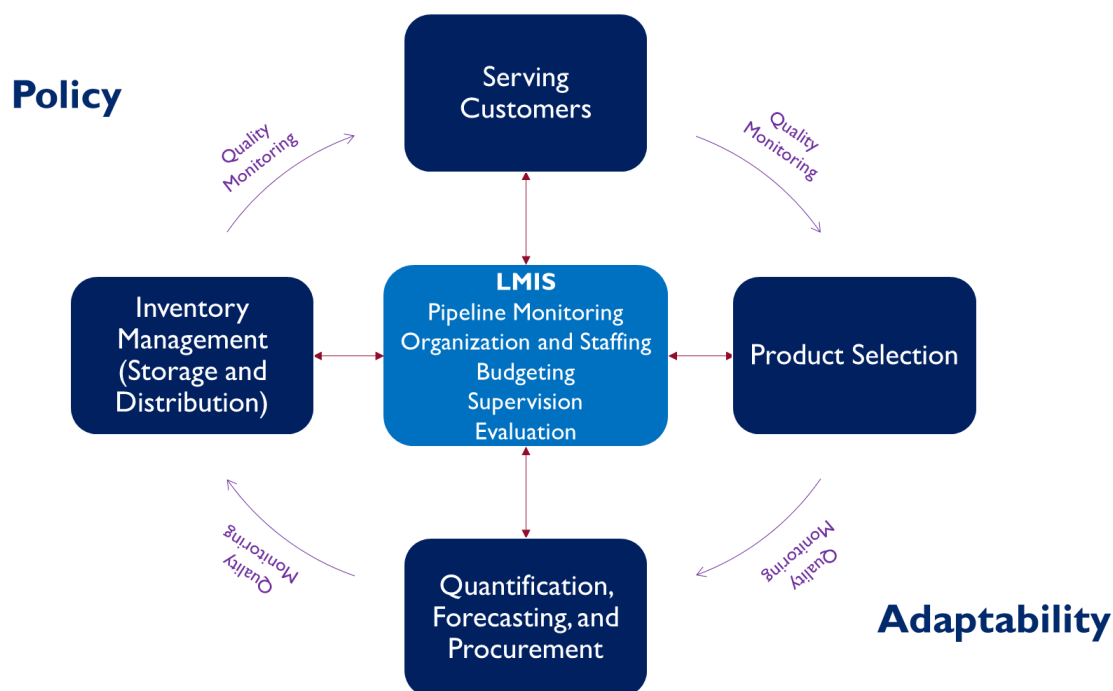 Serving
Customers
Policy
Quality
Monitoring
Quality
Monitoring
Inventory
Management
(Storage and
Distribution)
LMIS
Pipeline Monitoring
Organization and Staffing
Budgeting
Supervision
Evaluation
Product Selection
Quality
Monitoring
Quality
Monitoring
Quantification,
Forecasting, and
Procurement
Adaptability